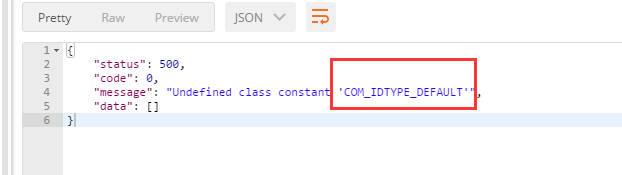 Pretty Raw Preview JSON
1 {
2 "status": 500,
3 "code": 0,
4 "message": "Undefined class constant 'COM_IDTYPE_DEFAULT'",
5 "data": []
6 }